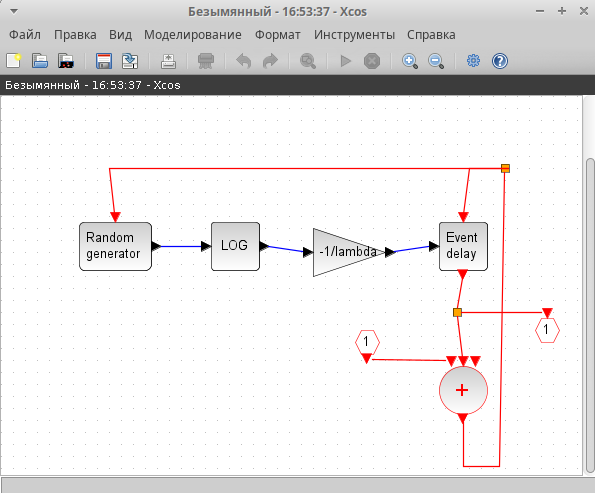 Безымянный - 16:53:37 - Xcos
Файл Правка Вид Моделирование Формат Инструменты Справка
Безымянный - 16:53:37 - Xcos
Random
generator
LOG
-1/lambda
Event
delay
1
1
+